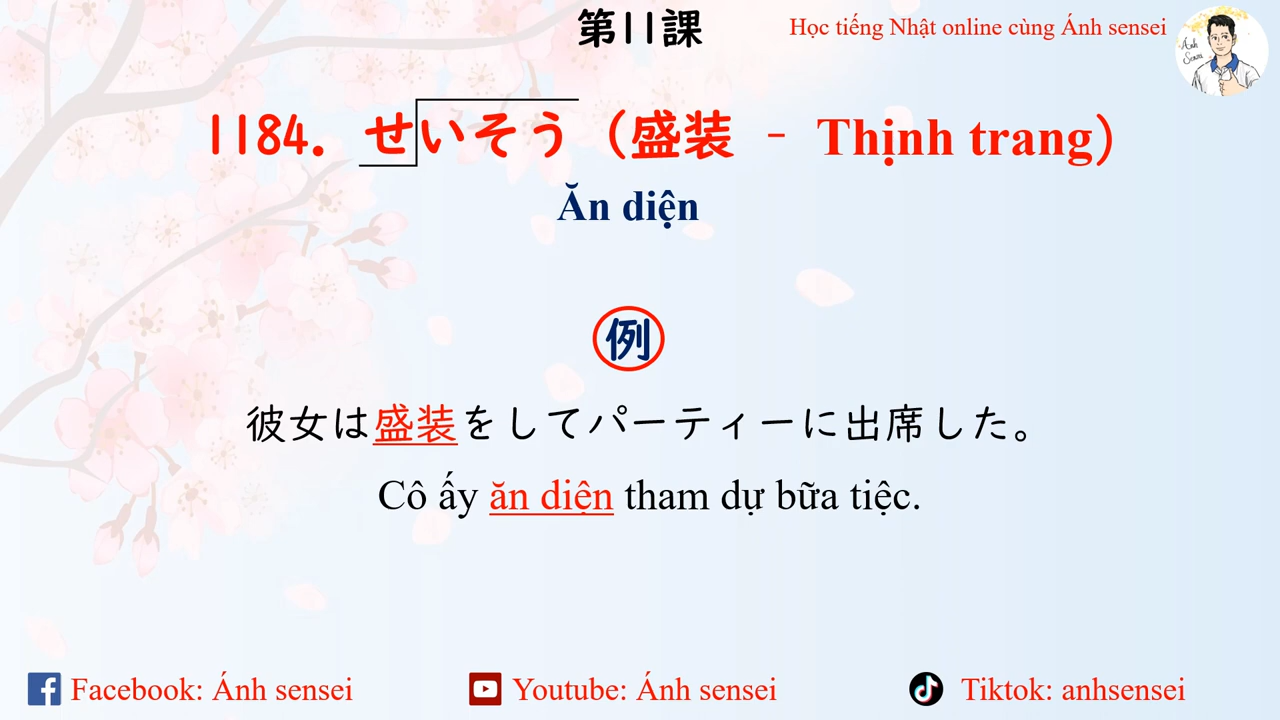 第11課
Học tiếng Nhật online cùng Ánh sensei
Ánh Sensei
1184. せいそう（盛装 - Thịnh trang）
Ăn diện
例
彼女は盛装をしてパーティーに出席した。
Cô ấy ăn diện tham dự bữa tiệc.
Facebook: Ánh sensei
Youtube: Ánh sensei
Tiktok: anhsensei